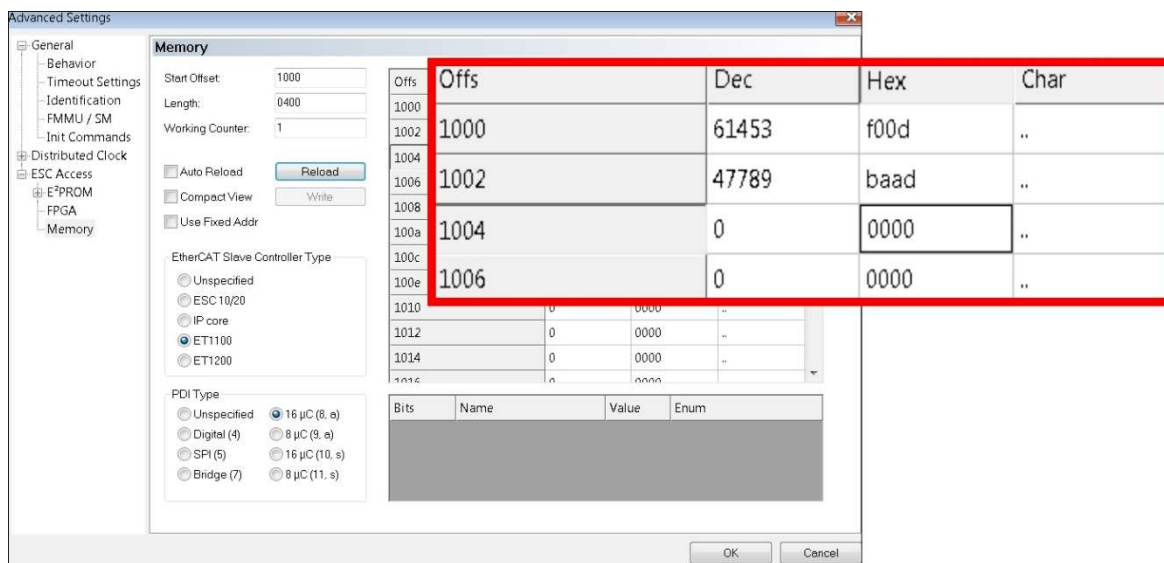 Advanced Settings
General
Behavior
Timeout Settings
Identification
FMMU / SM
Init Commands
Distributed Clock
ESC Access
E²PROM
FPGA
Memory
Memory
Start Offset: 1000
Length: 0400
Working Counter: 1
Auto Reload Reload
Compact View Write
Use Fixed Addr
EtherCAT Slave Controller Type
Unspecified
ESC 10/20
IP core
ET1100
ET1200
PDI Type
Unspecified 16 µC (8, a)
Digital (4) 8 µC (9, a)
SPI (5) 16 µC (10, s)
Bridge (7) 8 µC (11, s)
Offs
1000
1002
1004
1006
1008
100a
100c
100e
1010 0 0000 ..
1012 0 0000 ..
1014 0 0000 ..
1016 0 0000 ..
Offs Dec Hex Char
1000 61453 f00d ..
1002 47789 baad ..
1004 0 0000 ..
1006 0 0000 ..
Bits Name Value Enum
OK Cancel